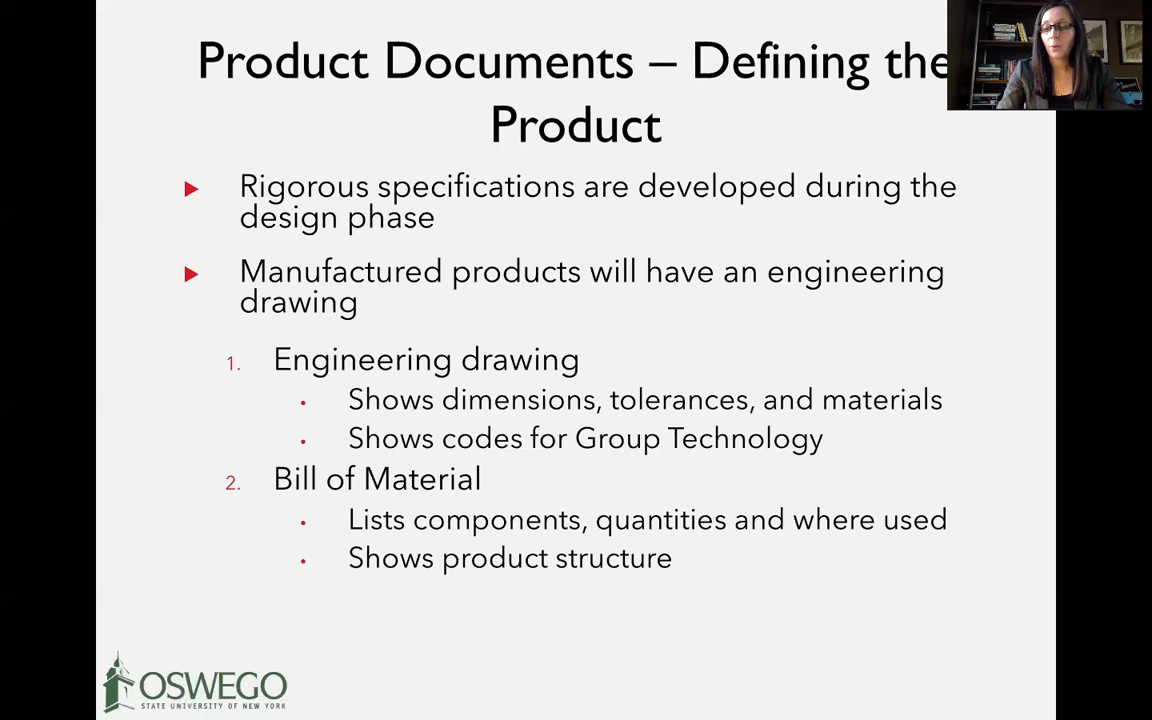 Product Documents – Defining the
Product
Rigorous specifications are developed during the
design phase
Manufactured products will have an engineering
drawing
1. Engineering drawing
• Shows dimensions, tolerances, and materials
• Shows codes for Group Technology
2. Bill of Material
• Lists components, quantities and where used
• Shows product structure
OSWEGO
STATE UNIVERSITY OF NEW YORK